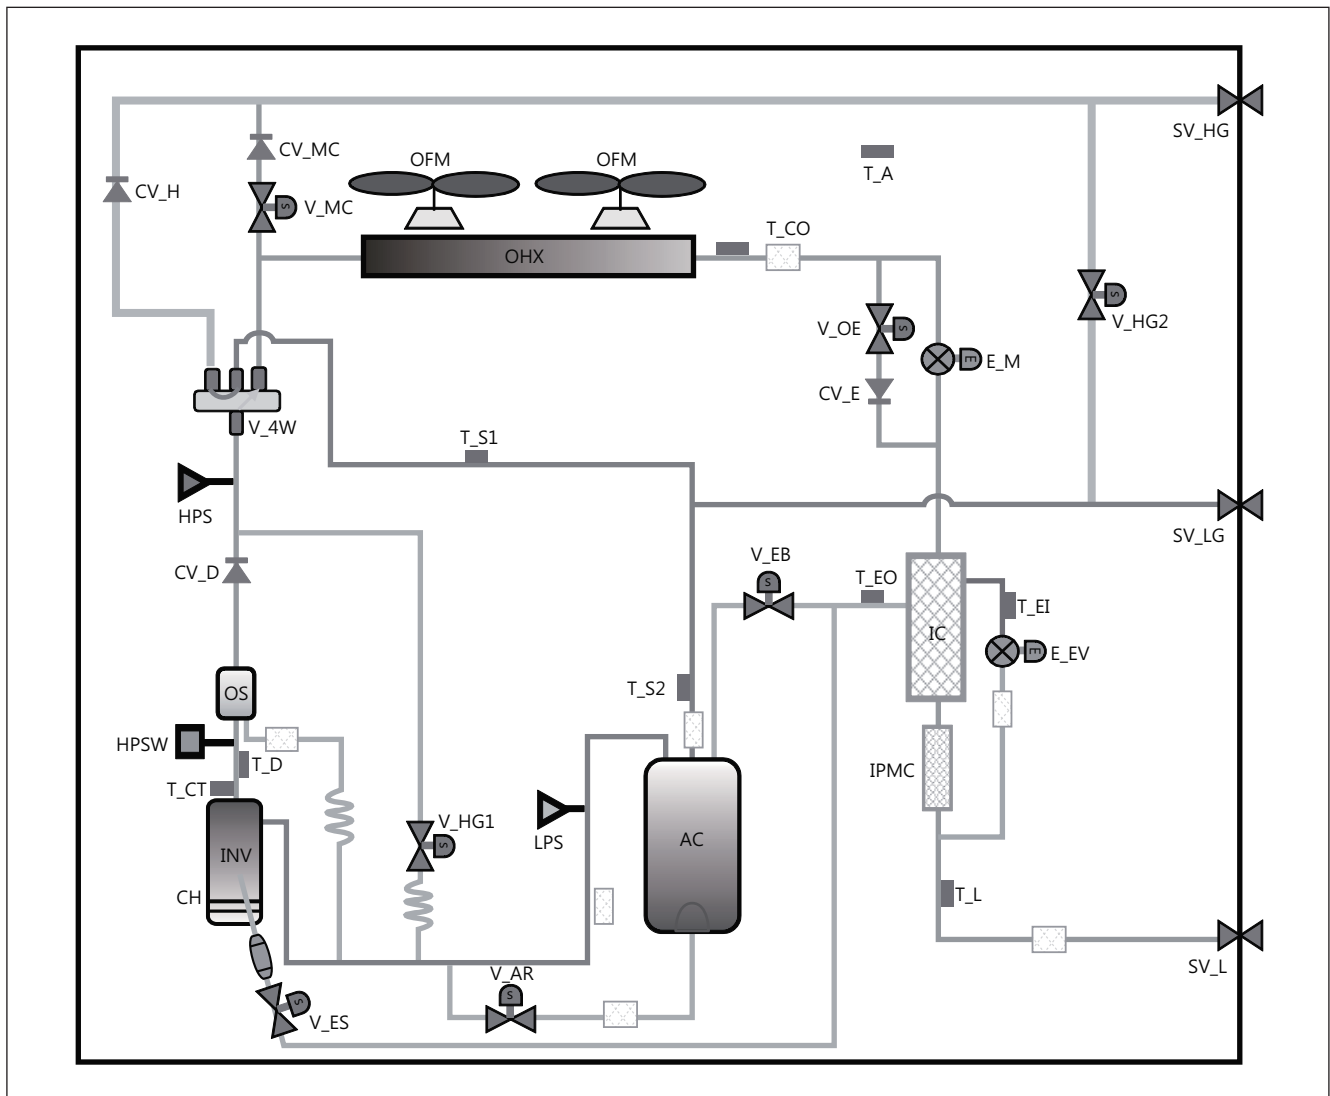 SV_HG
CV_MC
OFM
OFM
T_A
CV_H
V_MC
T_CO
S
OHX
S
V_HG2
V_OE
S
E_M
E
CV_E
V_4W
T_S1
HPS
SV_LG
V_EB
S
CV_D
T_EO
T_EI
IC
E_EV
E
OS
T_S2
HPSW
T_D
IPMC
T_CT
V_HG1
S
LPS
AC
INV
CH
T_L
SV_L
V_AR
S
S
V_ES